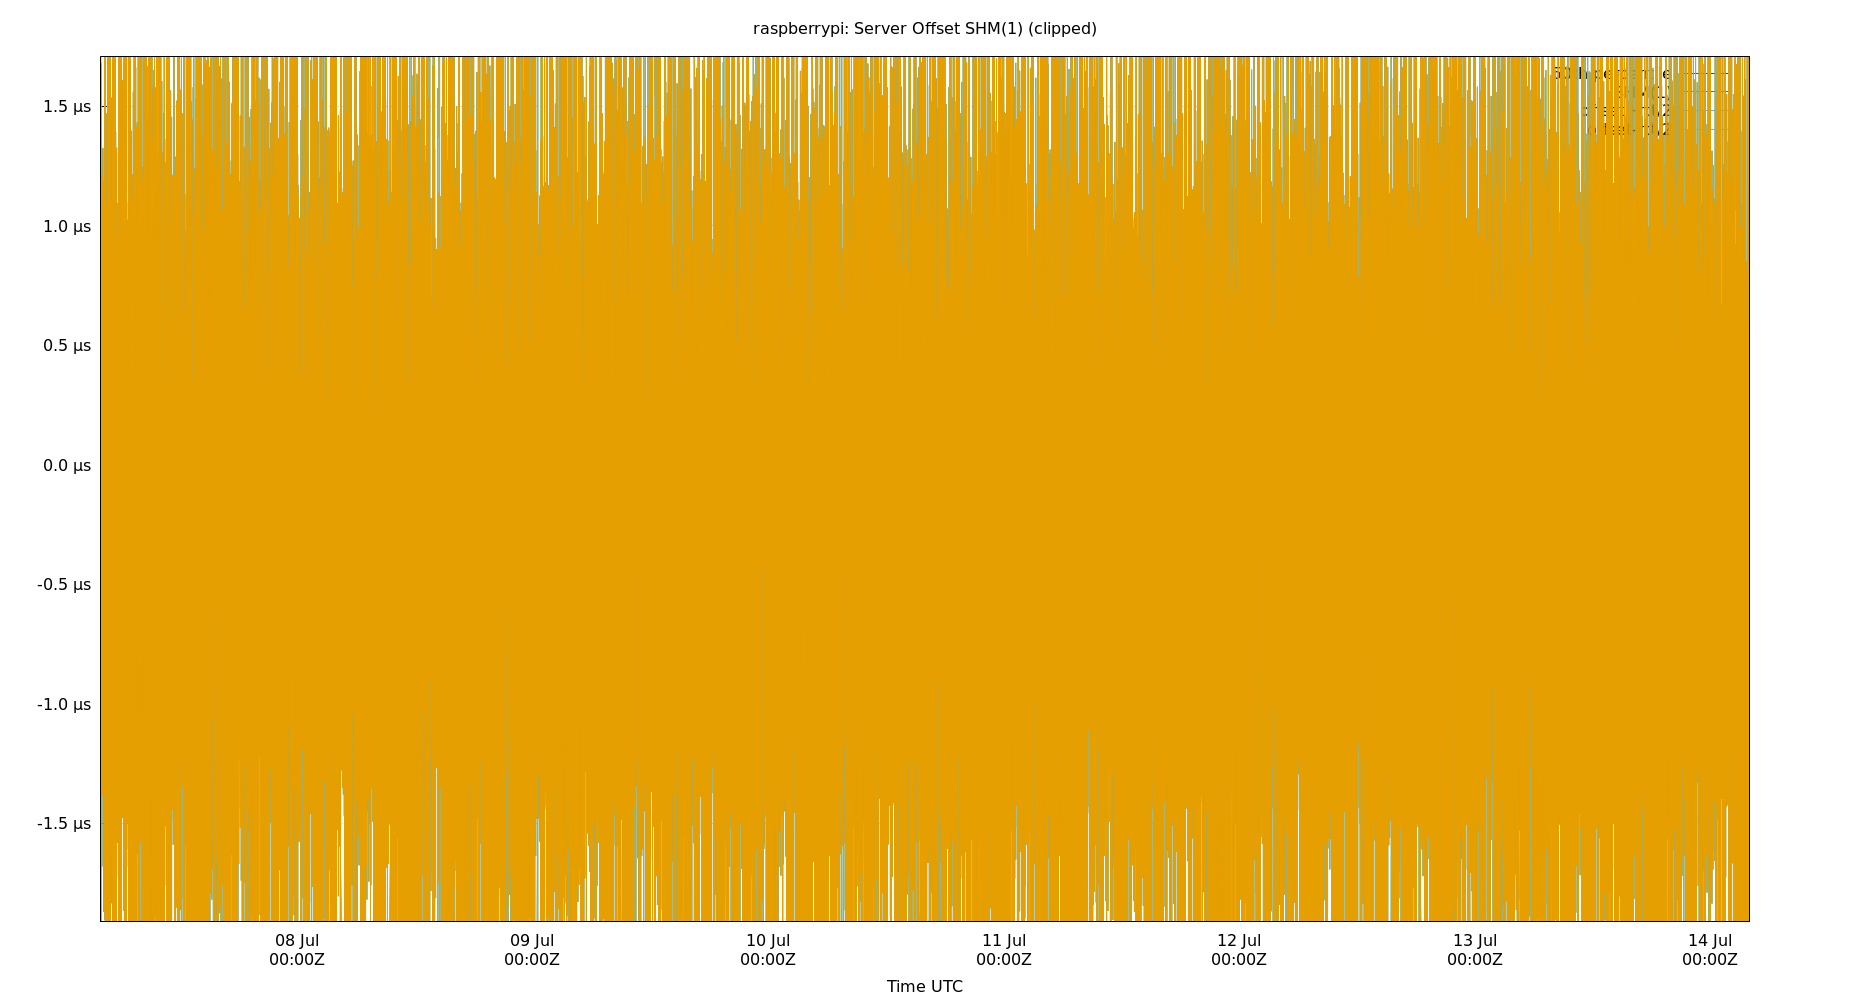 raspberrypi: Server Offset SHM(1) (clipped)
1.5 µs
1.0 µs
0.5 µs
0.0 µs
-0.5 µs
-1.0 µs
-1.5 µs
08 Jul 09 Jul 10 Jul 11 Jul 12 Jul 13 Jul 14 Jul
00:00Z 00:00Z 00:00Z 00:00Z 00:00Z 00:00Z 00:00Z
Time UTC